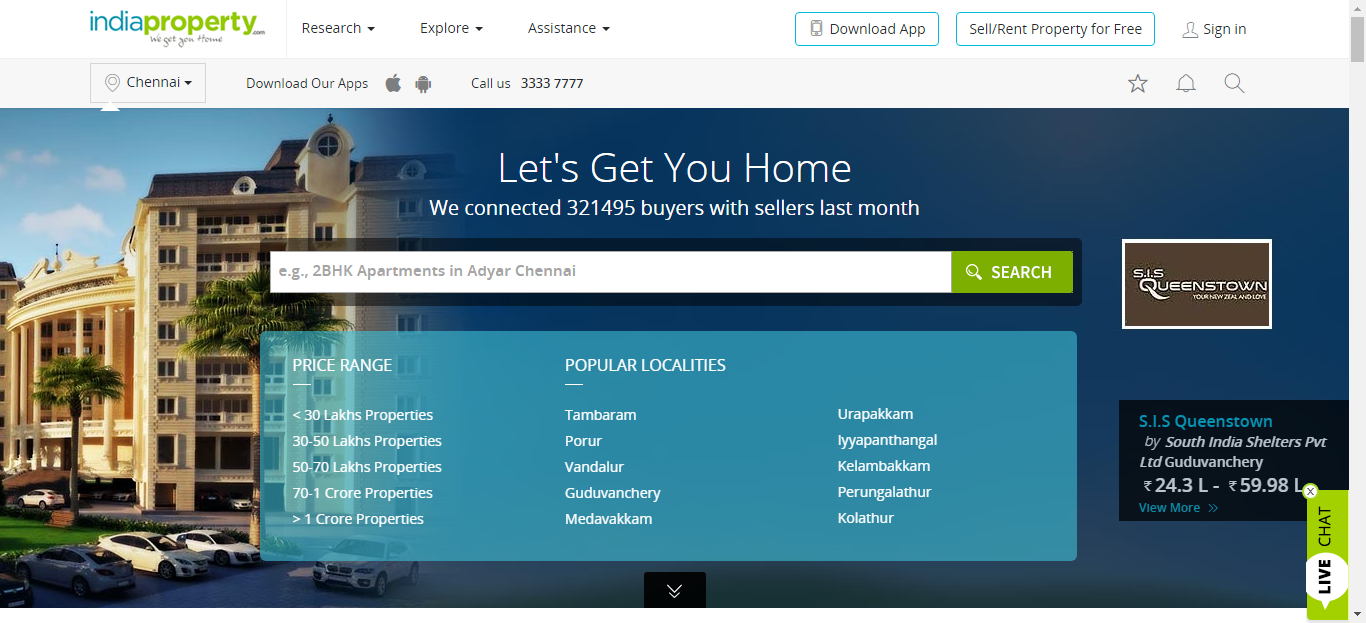 indiaproperty.com
We get you Home
Research
Explore
Assistance
Download App
Sell/Rent Property for Free
Sign in
Chennai
Download Our Apps
Call us 3333 7777
Let's Get You Home
We connected 321495 buyers with sellers last month
e.g., 2BHK Apartments in Adyar Chennai
SEARCH
S.I.S
QUEENSTOWN
YOUR NEW ZEAL AND LOVE
PRICE RANGE
< 30 Lakhs Properties
30-50 Lakhs Properties
50-70 Lakhs Properties
70-1 Crore Properties
> 1 Crore Properties
POPULAR LOCALITIES
Tambaram
Porur
Vandalur
Guduvanchery
Medavakkam
Urapakkam
Iyyapanthangal
Kelambakkam
Perungalathur
Kolathur
S.I.S Queenstown
by South India Shelters Pvt
Ltd Guduvanchery
₹ 24.3 L - ₹ 59.98 L
View More
LIVE CHAT